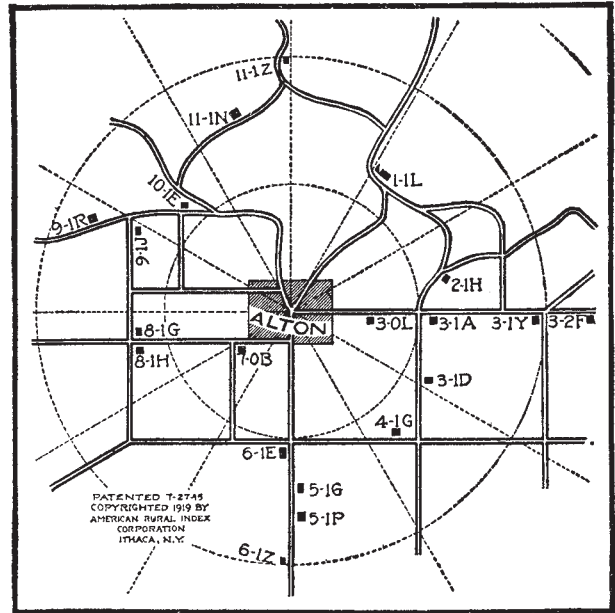 11-1Z
11-1N
1-1L
10-1E
9-1R
9-1J
2-1H
ALTON
8-1G
3-0L
3-1A
3-1Y
3-2F
8-1H
7-0B
3-1D
4-1G
6-1E
5-1G
5-1P
PATENTED 7-27-15
COPYRIGHTED 1919 BY
AMERICAN RURAL INDEX
CORPORATION
ITHACA, N.Y.
6-1Z